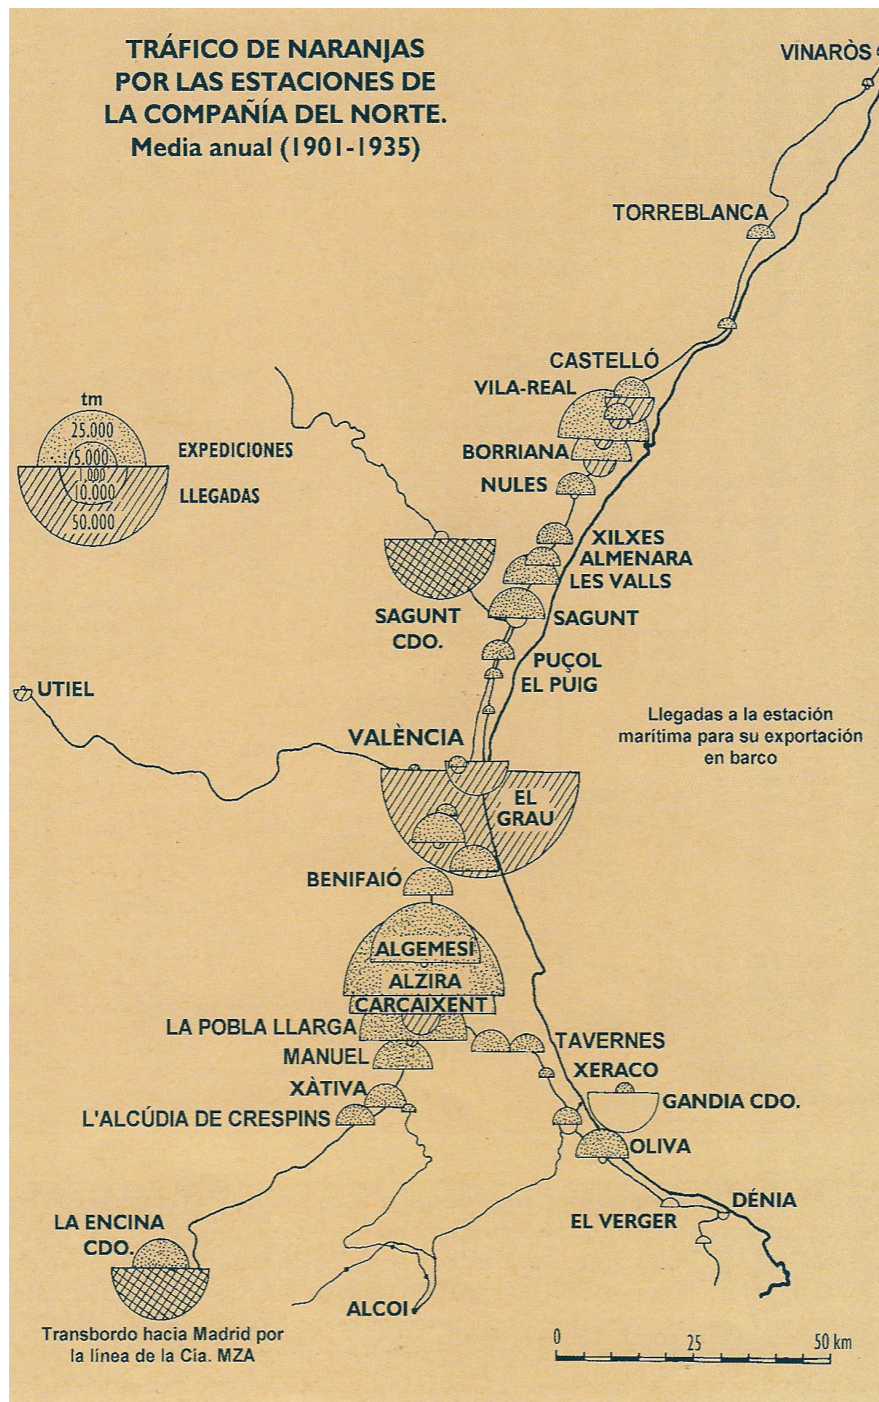 TRÁFICO DE NARANJAS
POR LAS ESTACIONES DE
LA COMPAÑÍA DEL NORTE.
Media anual (1901-1935)
VINARÒS
TORREBLANCA
CASTELLÓ
VILA-REAL
tm
25.000
5.000
1.000
10.000
50.000
EXPEDICIONES
LLEGADAS
BORRIANA
NULES
XILXES
ALMENARA
LES VALLS
SAGUNT
CDO.
SAGUNT
PUÇOL
EL PUIG
UTIEL
Llegadas a la estación
marítima para su exportación
en barco
VALÈNCIA
EL
GRAU
BENIFAIÓ
ALGEMESÍ
ALZIRA
CARCAIXENT
LA POBLA LLARGA
MANUEL
TAVERNES
XERACO
XÀTIVA
GANDIA CDO.
L'ALCÚDIA DE CRESPINS
OLIVA
LA ENCINA
CDO.
EL VERGER
DÉNIA
ALCOI
Transbordo hacia Madrid por
la línea de la Cía. MZA
0 25 50 km